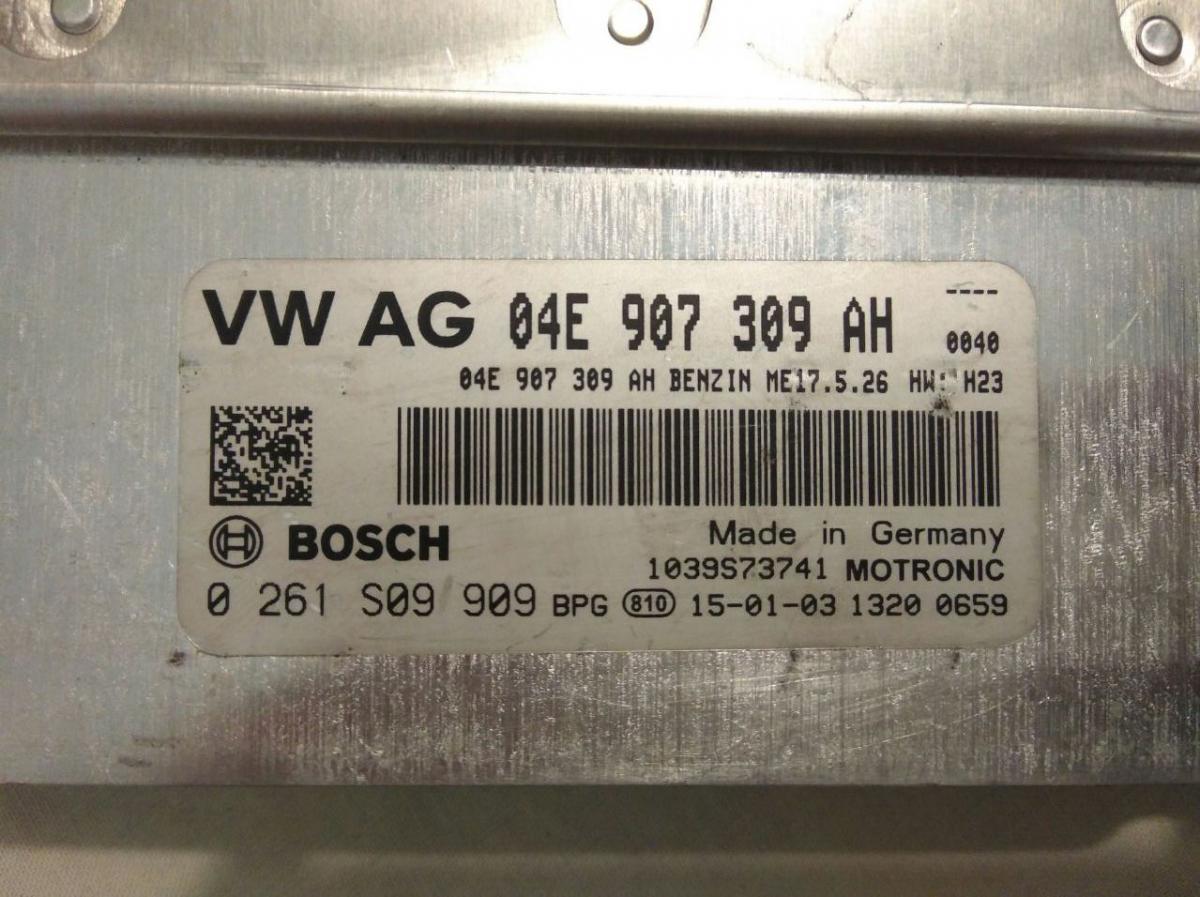 VW AG 04E 907 309 AH ----
0040
04E 907 309 AH BENZIN ME17.5.26 HW: H23
BOSCH
Made in Germany
1039S73741 MOTRONIC
0 261 S09 909 BPG 810 15-01-03 1320 0659